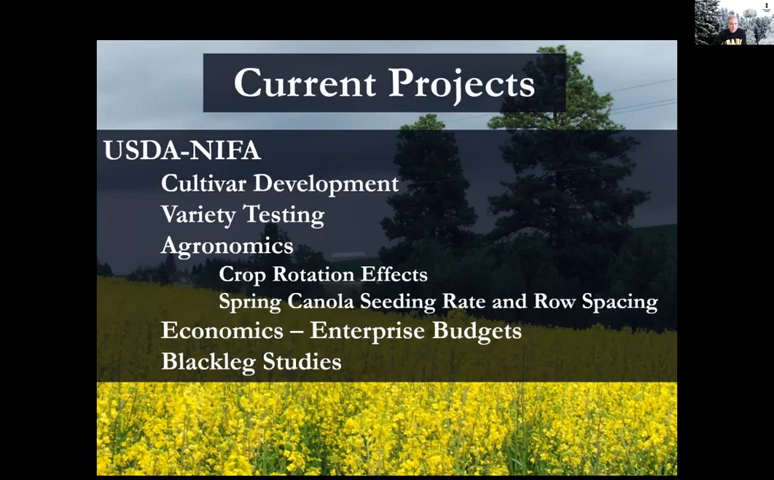 Current Projects
USDA-NIFA
Cultivar Development
Variety Testing
Agronomics
Crop Rotation Effects
Spring Canola Seeding Rate and Row Spacing
Economics – Enterprise Budgets
Blackleg Studies